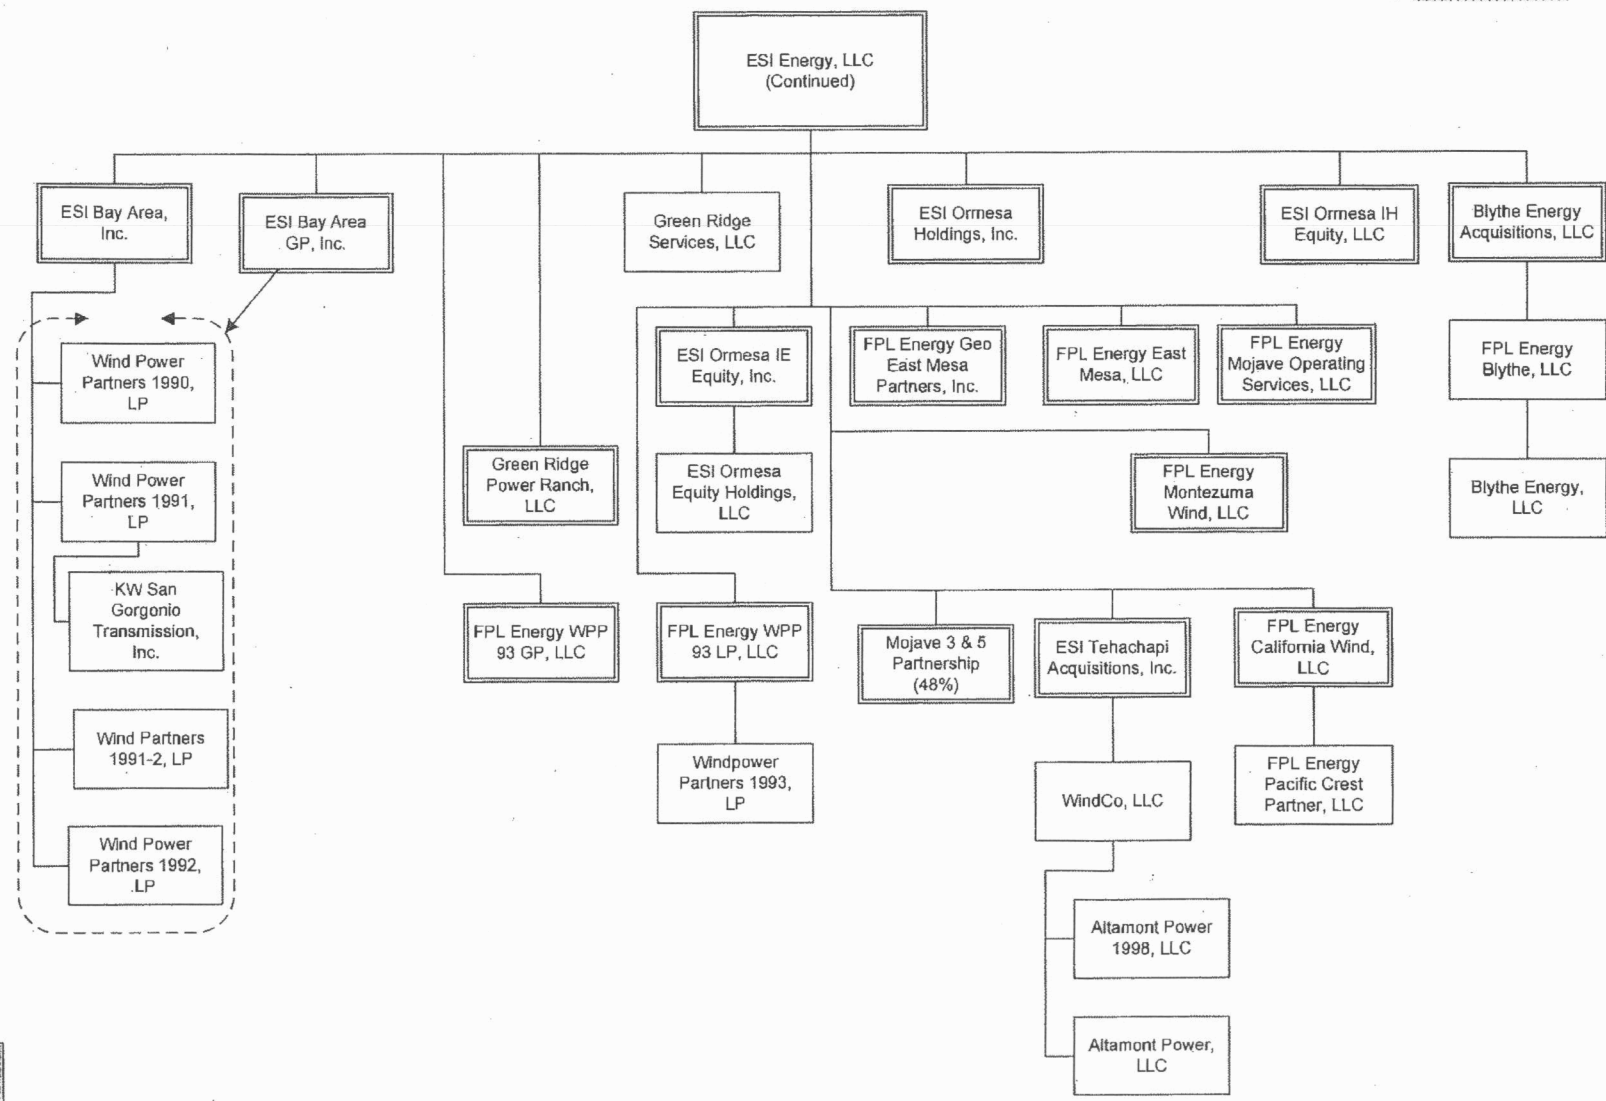 ESI Energy, LLC
(Continued)
ESI Bay Area,
Inc.
ESI Bay Area
GP, Inc.
Green Ridge
Services, LLC
ESI Ormesa
Holdings, Inc.
ESI Ormesa IH
Equity, LLC
Blythe Energy
Acquisitions, LLC
Wind Power
Partners 1990,
LP
ESI Ormesa IE
Equity, Inc.
FPL Energy Geo
East Mesa
Partners, Inc.
FPL Energy East
Mesa, LLC
FPL Energy
Mojave Operating
Services, LLC
FPL Energy
Blythe, LLC
Wind Power
Partners 1991,
LP
Green Ridge
Power Ranch,
LLC
ESI Ormesa
Equity Holdings,
LLC
FPL Energy
Montezuma
Wind, LLC
Blythe Energy,
LLC
KW San
Gorgonio
Transmission,
Inc.
FPL Energy WPP
93 GP, LLC
FPL Energy WPP
93 LP, LLC
Mojave 3 & 5
Partnership
(48%)
ESI Tehachapi
Acquisitions, Inc.
FPL Energy
California Wind,
LLC
Wind Partners
1991-2, LP
Windpower
Partners 1993,
LP
WindCo, LLC
FPL Energy
Pacific Crest
Partner, LLC
Wind Power
Partners 1992,
LP
Altamont Power
1998, LLC
Altamont Power,
LLC